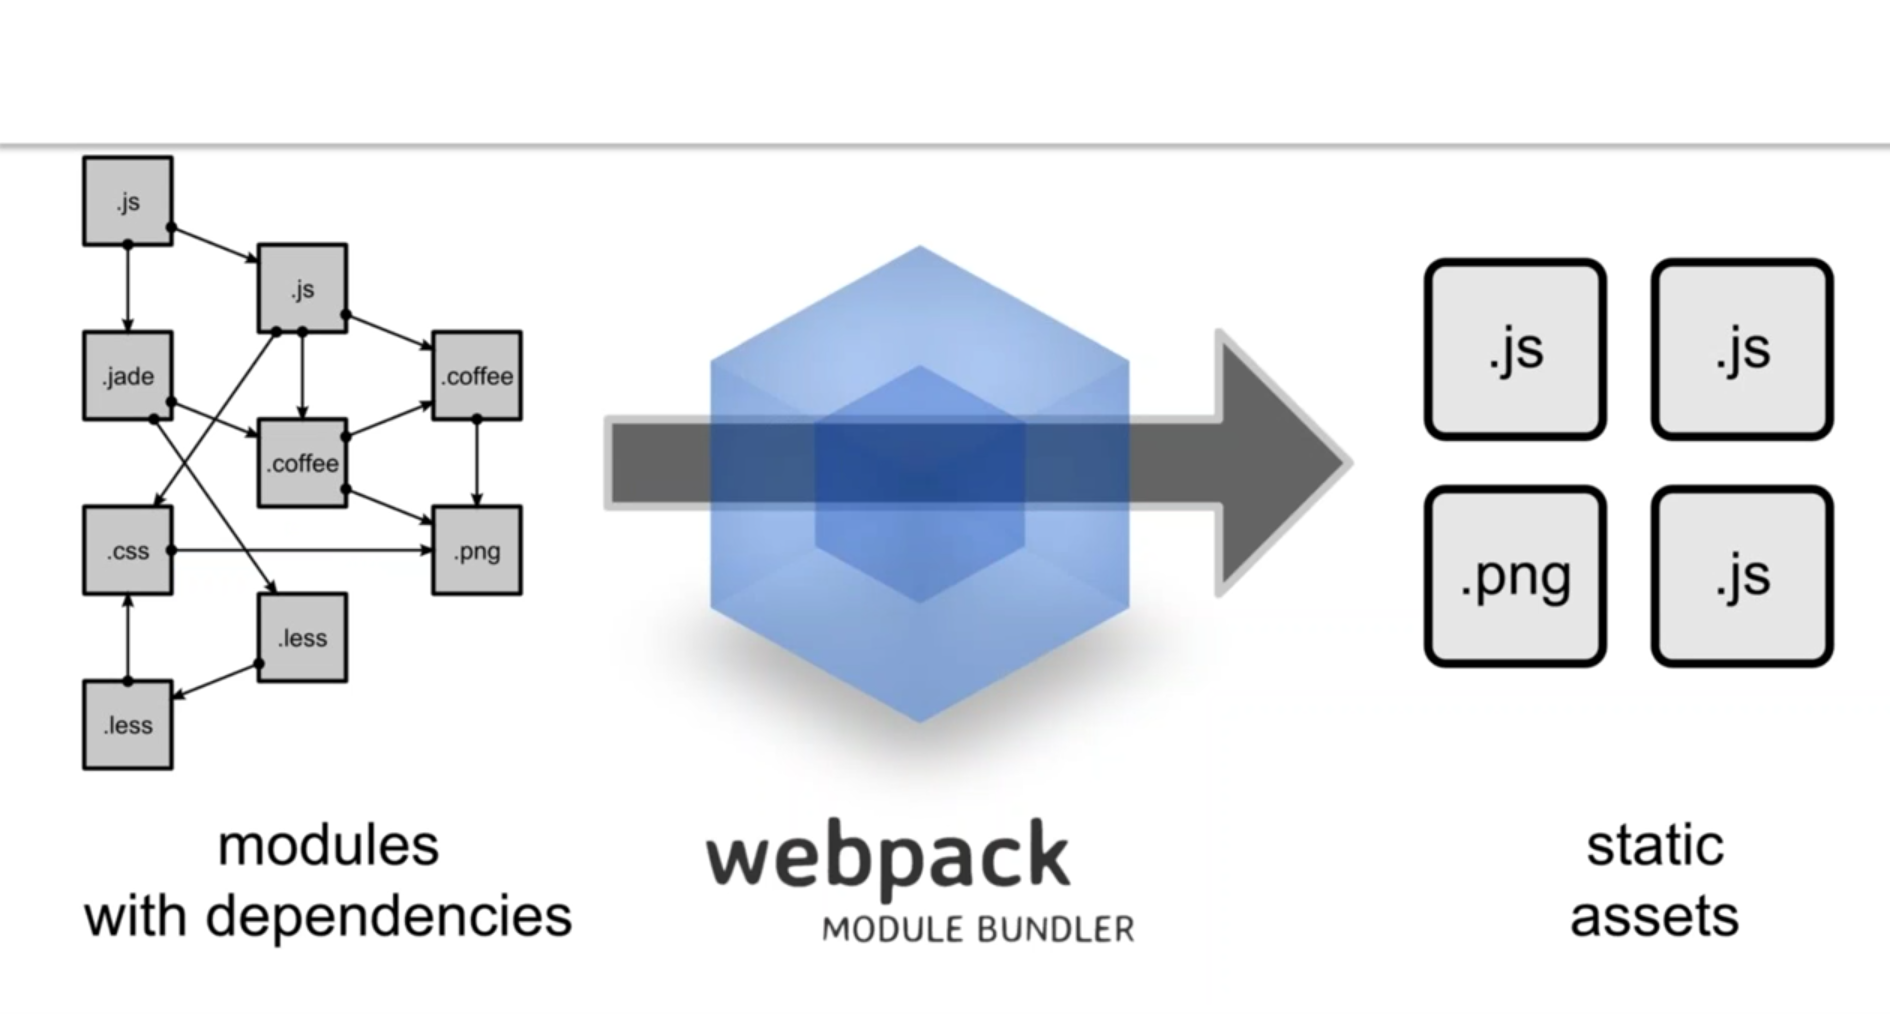 .js
.js
.jade
.coffee
.coffee
.css
.png
.less
.less
modules
with dependencies
webpack
MODULE BUNDLER
.js
.js
.png
.js
static
assets